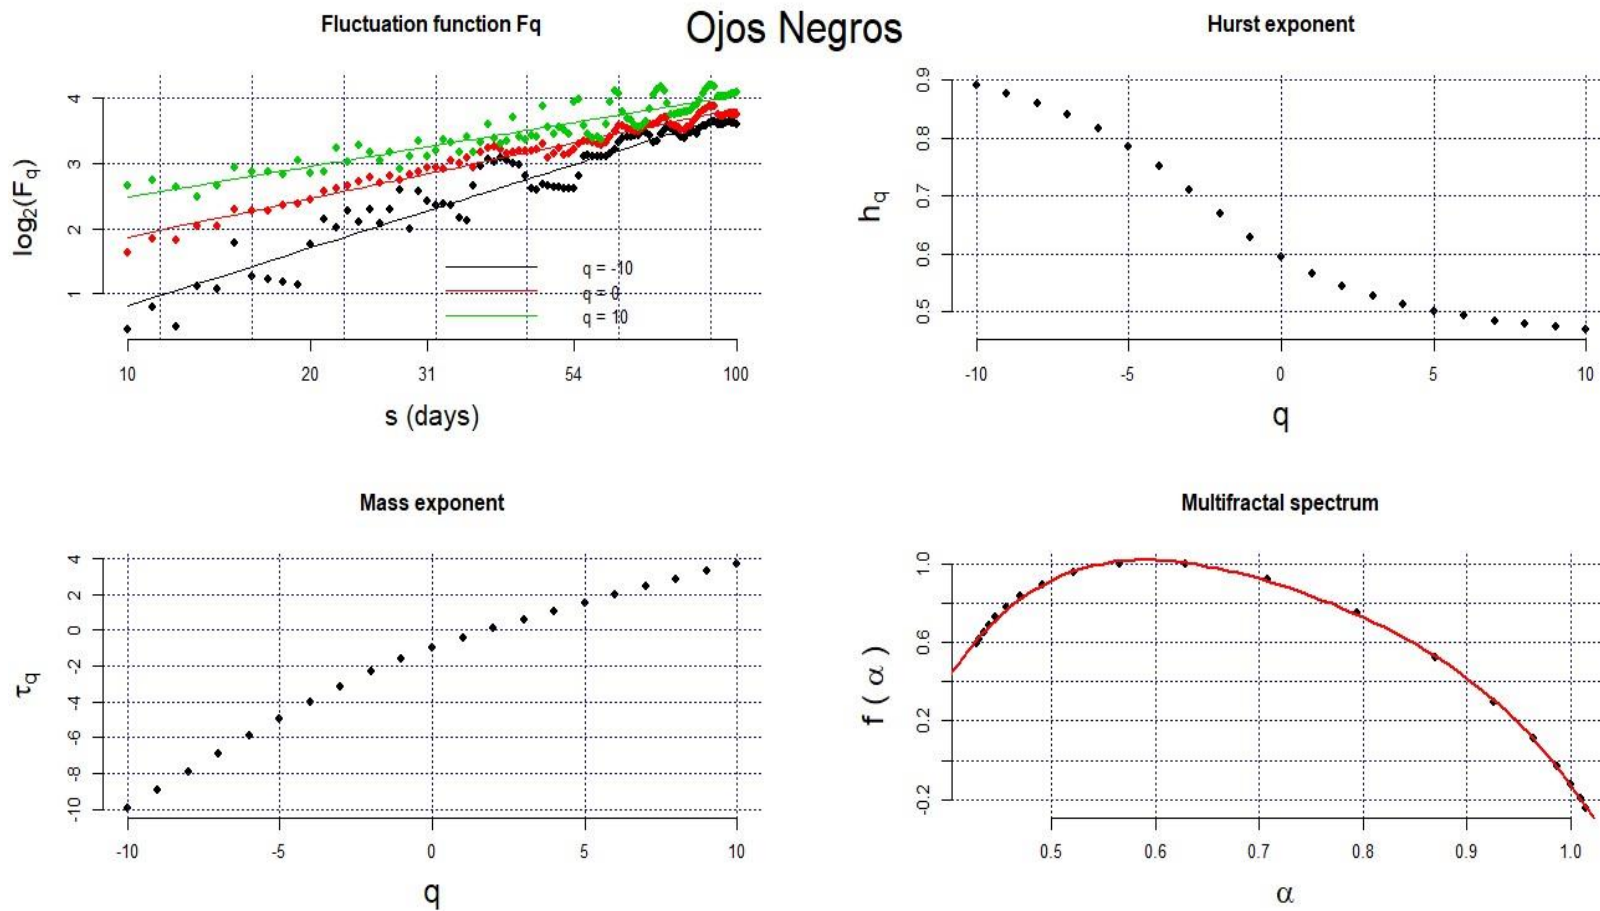 Ojos Negros
Fluctuation function Fq
log2(Fq)
4
3
2
1
q = -10
q = 0
q = 10
10 20 31 54 100
s (days)
Hurst exponent
hq
0.9
0.8
0.7
0.6
0.5
-10 -5 0 5 10
q
Mass exponent
τq
4
2
0
-2
-4
-6
-8
-10
-10 -5 0 5 10
q
Multifractal spectrum
f ( α )
1.0
0.6
0.2
-0.2
0.5 0.6 0.7 0.8 0.9 1.0
α